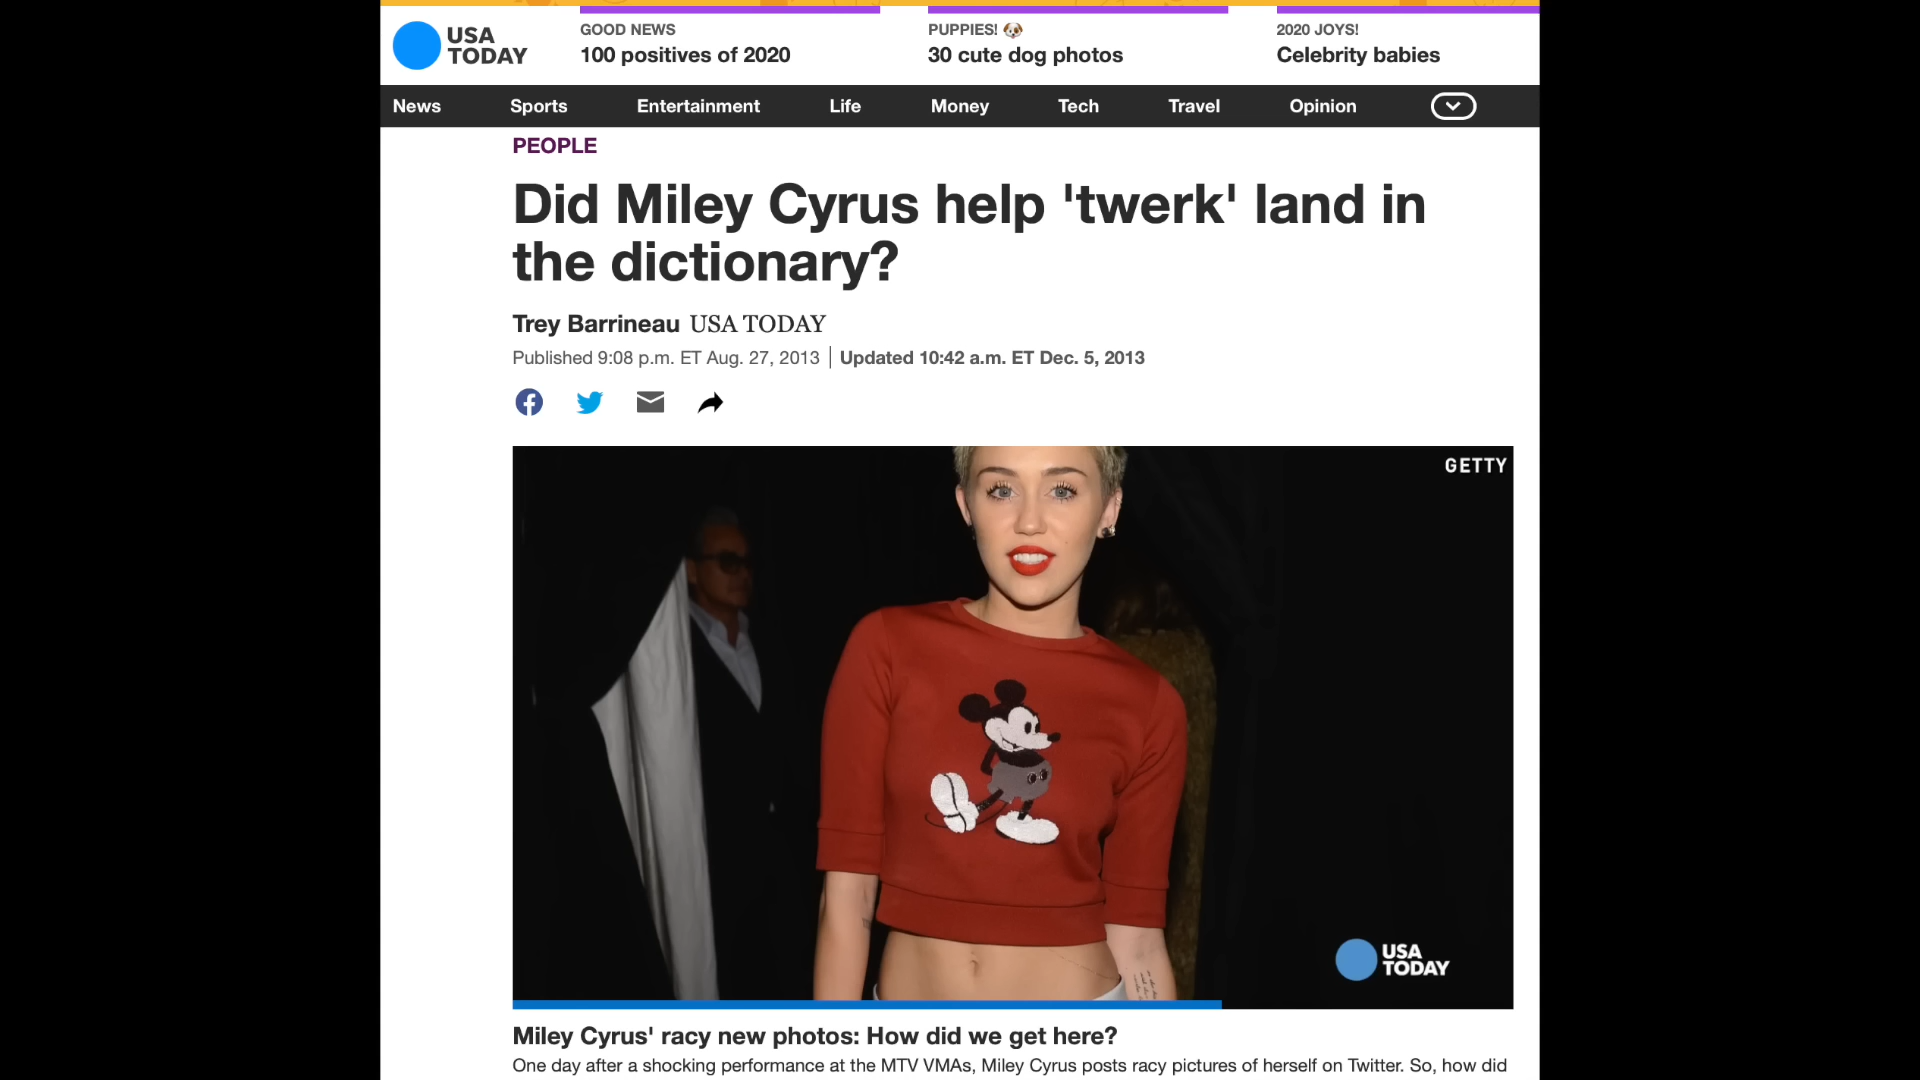 USA
TODAY
GOOD NEWS
100 positives of 2020
PUPPIES!
30 cute dog photos
2020 JOYS!
Celebrity babies
News Sports Entertainment Life Money Tech Travel Opinion
PEOPLE
Did Miley Cyrus help 'twerk' land in
the dictionary?
Trey Barrineau USA TODAY
Published 9:08 p.m. ET Aug. 27, 2013 | Updated 10:42 a.m. ET Dec. 5, 2013
GETTY
USA
TODAY
Miley Cyrus' racy new photos: How did we get here?
One day after a shocking performance at the MTV VMAs, Miley Cyrus posts racy pictures of herself on Twitter. So, how did